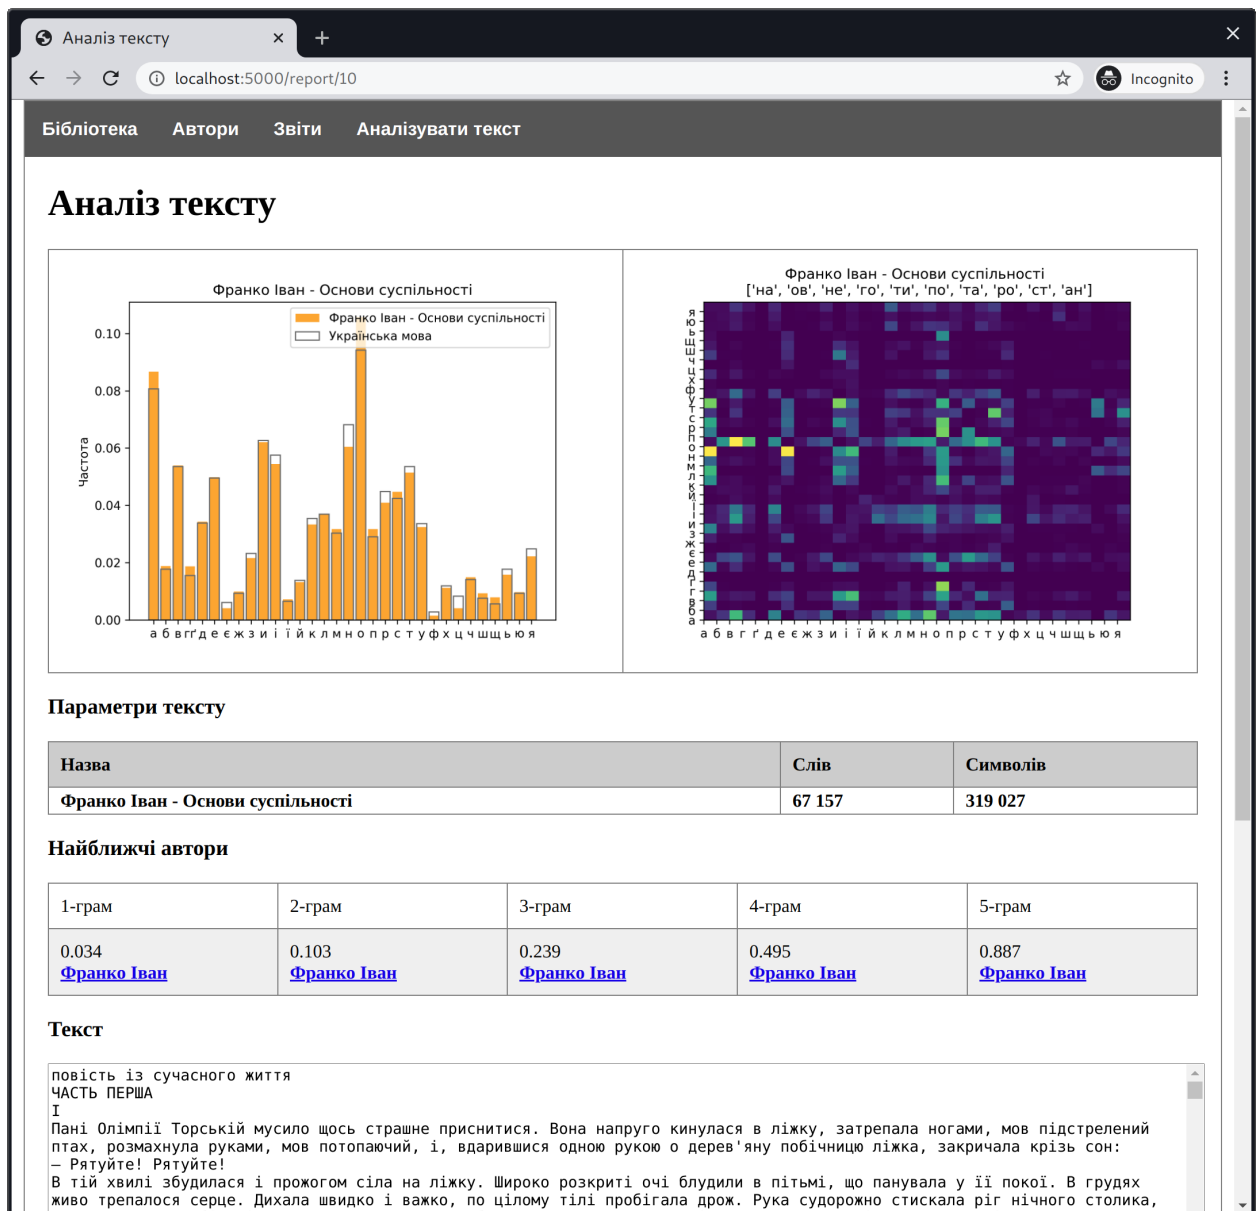 Аналіз тексту
localhost:5000/report/10
Incognito
Бібліотека Автори Звіти Аналізувати текст
Аналіз тексту
Франко Іван - Основи суспільності
Франко Іван - Основи суспільності
Українська мова
Частота
0.10
0.08
0.06
0.04
0.02
0.00
а б в г ґ д е є ж з и і ї й к л м н о п р с т у ф х ц ч ш щ ь ю я
Франко Іван - Основи суспільності
['на', 'ов', 'не', 'го', 'ти', 'по', 'та', 'ро', 'ст', 'ан']
я
ю
ь
щ
ш
ч
ц
х
ф
у
т
с
р
п
о
н
м
л
к
й
ї
і
и
з
ж
є
е
д
ґ
г
в
б
а
а б в г ґ д е є ж з и і ї й к л м н о п р с т у ф х ц ч ш щ ь ю я
Параметри тексту
Назва Слів Символів
Франко Іван - Основи суспільності 67 157 319 027
Найближчі автори
1-грам 2-грам 3-грам 4-грам 5-грам
0.034 0.103 0.239 0.495 0.887
Франко Іван Франко Іван Франко Іван Франко Іван Франко Іван
Текст
повість із сучасного життя
ЧАСТЬ ПЕРША
І
Пані Олімпії Торській мусило щось страшне приснитися. Вона напруго кинулася в ліжку, затрепала ногами, мов підстрелений
птах, розмахнула руками, мов потопаючий, і, вдарившися одною рукою о дерев'яну побічницю ліжка, закричала крізь сон:
— Рятуйте! Рятуйте!
В тій хвилі збудилася і прожогом сіла на ліжку. Широко розкриті очі блудили в пітьмі, що панувала у її покої. В грудях
живо трепалося серце. Дихала швидко і важко, по цілому тілі пробігала дрож. Рука судорожно стискала ріг нічного столика,